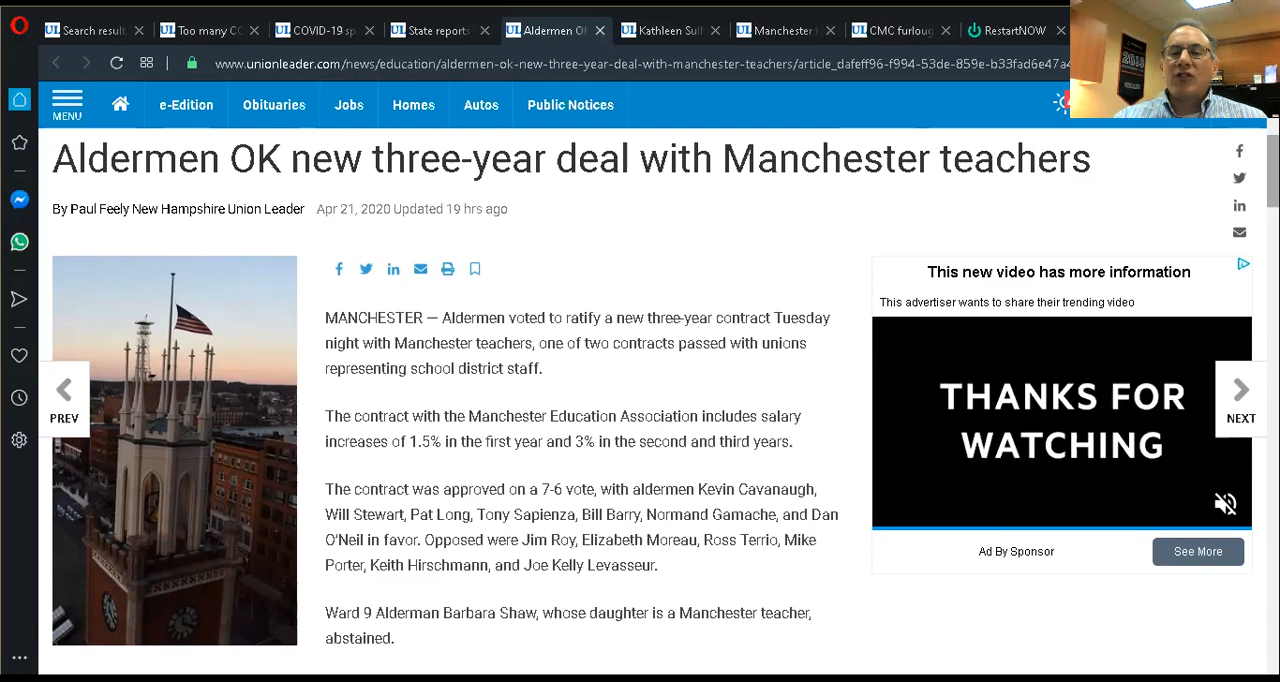 Search result
Too many CO
COVID-19 sp
State reports
Aldermen O
Kathleen Sull
Manchester
CMC furloug
RestartNOW
www.unionleader.com/news/education/aldermen-ok-new-three-year-deal-with-manchester-teachers/article_dafeff96-f994-53de-859e-b33fad6e47a4
MENU
e-Edition
Obituaries
Jobs
Homes
Autos
Public Notices
Aldermen OK new three-year deal with Manchester teachers
By Paul Feely New Hampshire Union Leader Apr 21, 2020 Updated 19 hrs ago
MANCHESTER — Aldermen voted to ratify a new three-year contract Tuesday
night with Manchester teachers, one of two contracts passed with unions
representing school district staff.
The contract with the Manchester Education Association includes salary
increases of 1.5% in the first year and 3% in the second and third years.
The contract was approved on a 7-6 vote, with aldermen Kevin Cavanaugh,
Will Stewart, Pat Long, Tony Sapienza, Bill Barry, Normand Gamache, and Dan
O'Neil in favor. Opposed were Jim Roy, Elizabeth Moreau, Ross Terrio, Mike
Porter, Keith Hirschmann, and Joe Kelly Levasseur.
Ward 9 Alderman Barbara Shaw, whose daughter is a Manchester teacher,
abstained.
PREV
This new video has more information
This advertiser wants to share their trending video
THANKS FOR
WATCHING
NEXT
Ad By Sponsor
See More